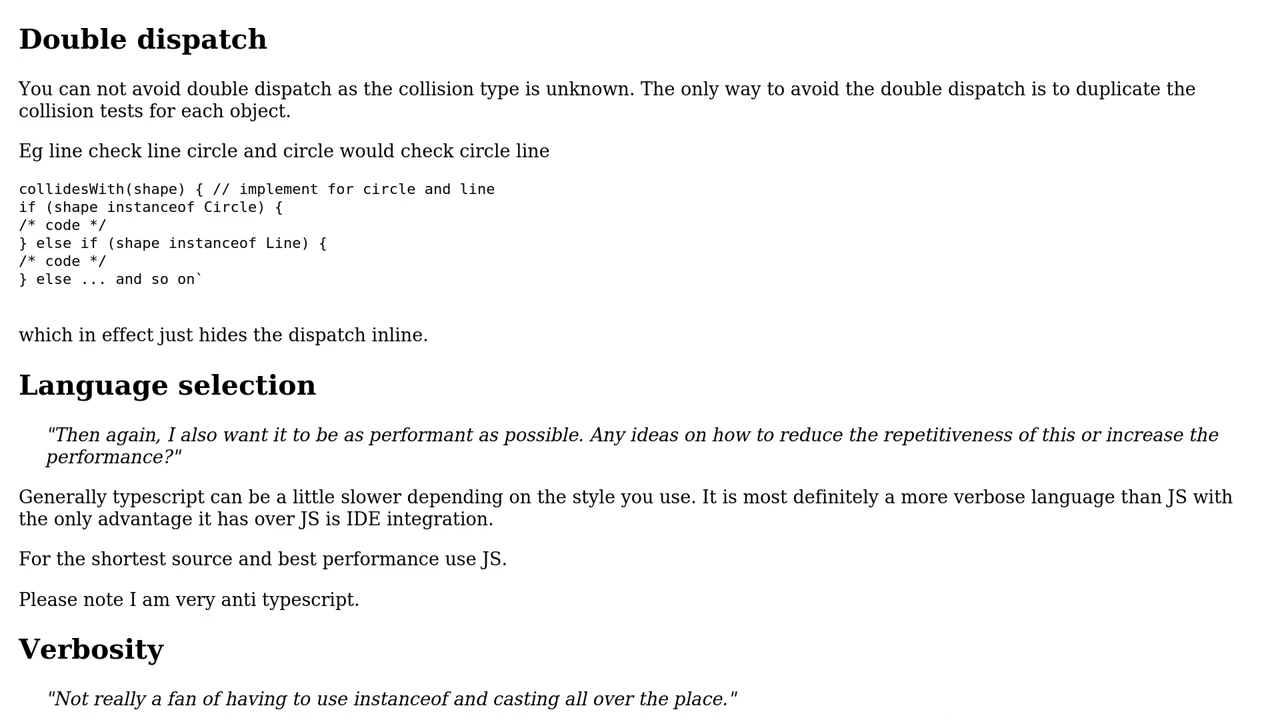 Double dispatch
You can not avoid double dispatch as the collision type is unknown. The only way to avoid the double dispatch is to duplicate the
collision tests for each object.
Eg line check line circle and circle would check circle line
collidesWith(shape) { // implement for circle and line
if (shape instanceof Circle) {
/* code */
} else if (shape instanceof Line) {
/* code */
} else ... and so on`
which in effect just hides the dispatch inline.
Language selection
"Then again, I also want it to be as performant as possible. Any ideas on how to reduce the repetitiveness of this or increase the
performance?"
Generally typescript can be a little slower depending on the style you use. It is most definitely a more verbose language than JS with
the only advantage it has over JS is IDE integration.
For the shortest source and best performance use JS.
Please note I am very anti typescript.
Verbosity
"Not really a fan of having to use instanceof and casting all over the place."